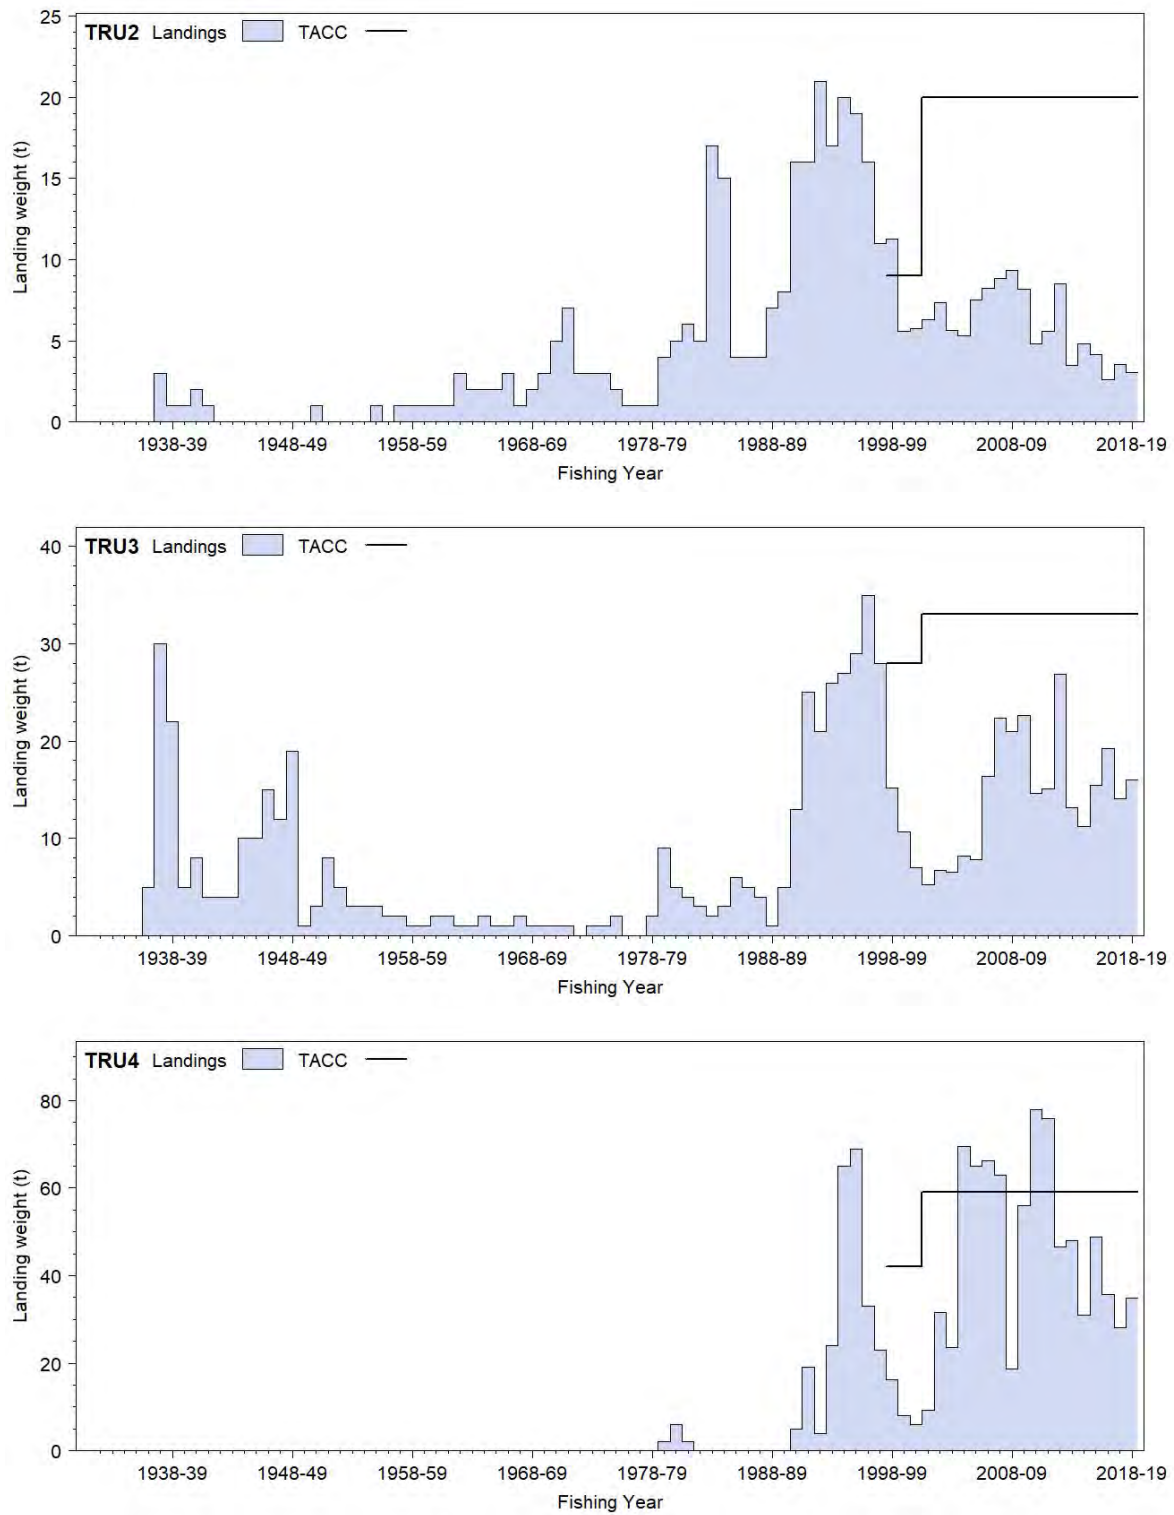 TRU2 Landings TACC
25
20
15
10
5
0
Landing weight (t)
1938-39 1948-49 1958-59 1968-69 1978-79 1988-89 1998-99 2008-09 2018-19
Fishing Year
TRU3 Landings TACC
40
30
20
10
0
Landing weight (t)
1938-39 1948-49 1958-59 1968-69 1978-79 1988-89 1998-99 2008-09 2018-19
Fishing Year
TRU4 Landings TACC
80
60
40
20
0
Landing weight (t)
1938-39 1948-49 1958-59 1968-69 1978-79 1988-89 1998-99 2008-09 2018-19
Fishing Year